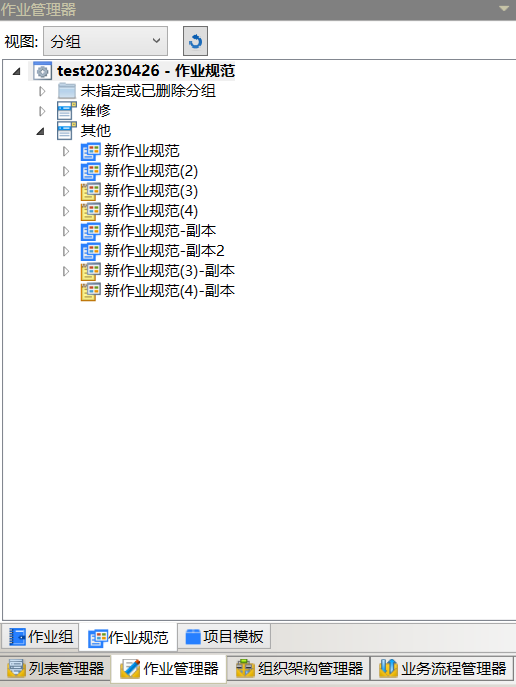 作业管理器
视图: 分组
test20230426 - 作业规范
未指定或已删除分组
维修
其他
新作业规范
新作业规范(2)
新作业规范(3)
新作业规范(4)
新作业规范-副本
新作业规范-副本2
新作业规范(3)-副本
新作业规范(4)-副本
作业组 作业规范 项目模板
列表管理器 作业管理器 组织架构管理器 业务流程管理器